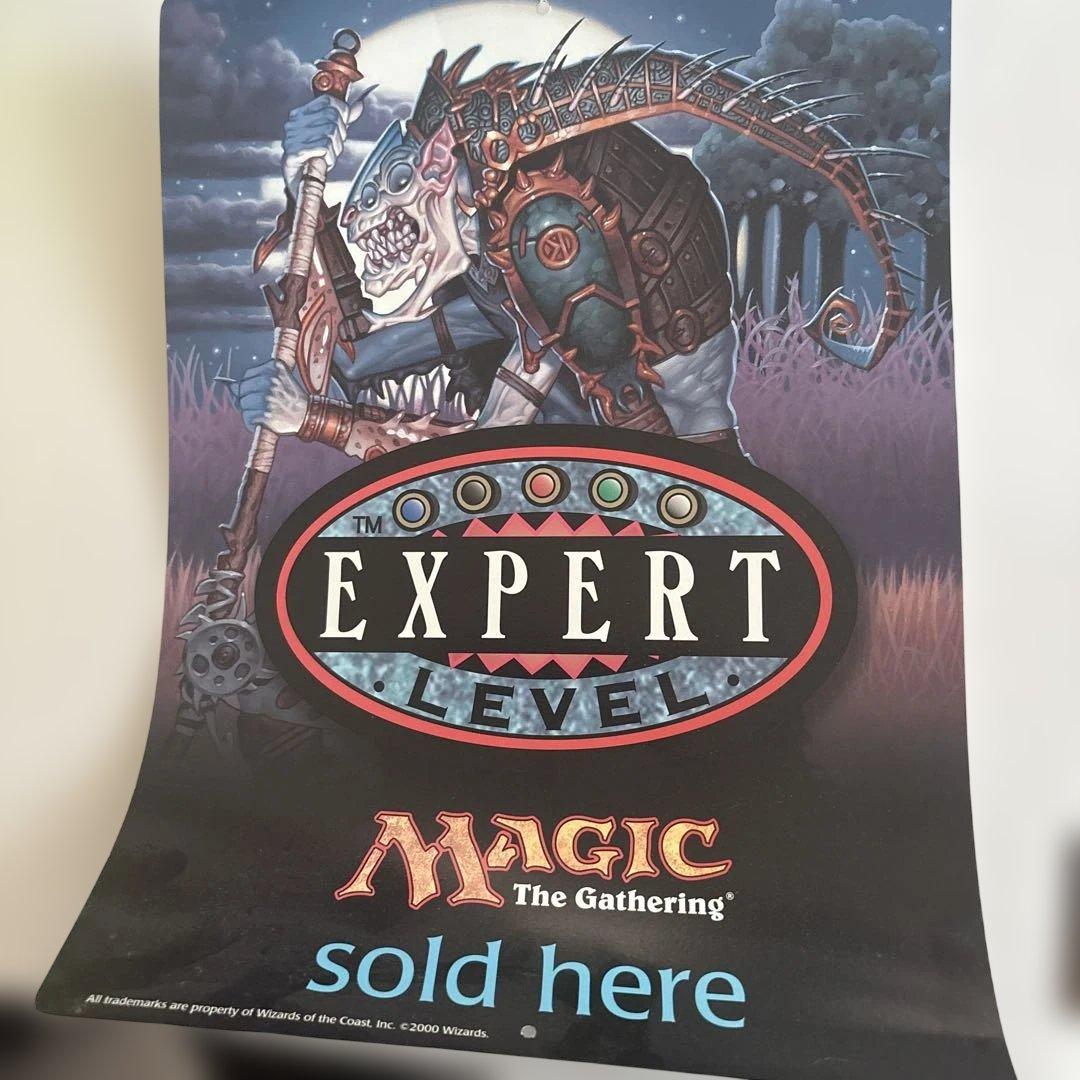 TM
EXPERT
• LEVEL •
MAGIC
The Gathering®
sold here
All trademarks are property of Wizards of the Coast, Inc. ©2000 Wizards.